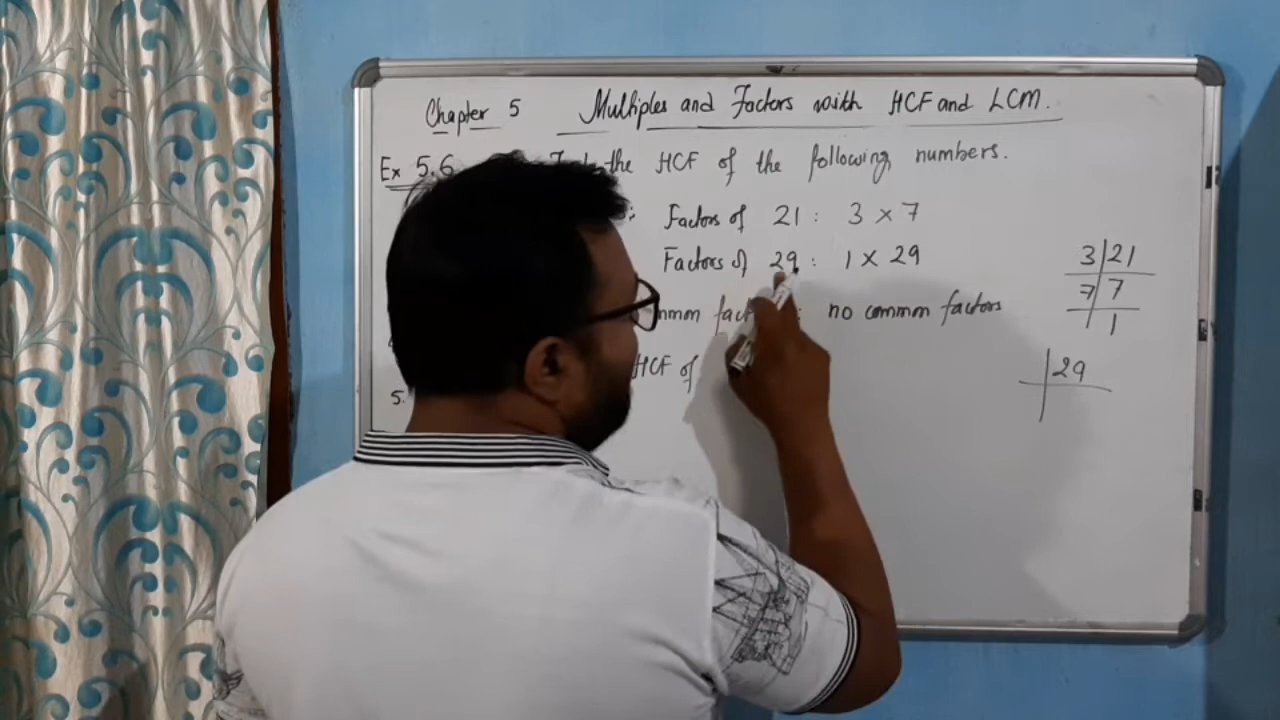 Chapter 5 Multiples and Factors with HCF and LCM.
Ex 5.6 the HCF of the following numbers.
: Factors of 21 : 3 × 7
Factors of 29 : 1 × 29
no common factors
HCF of
5.
3 21
7 7
1
29